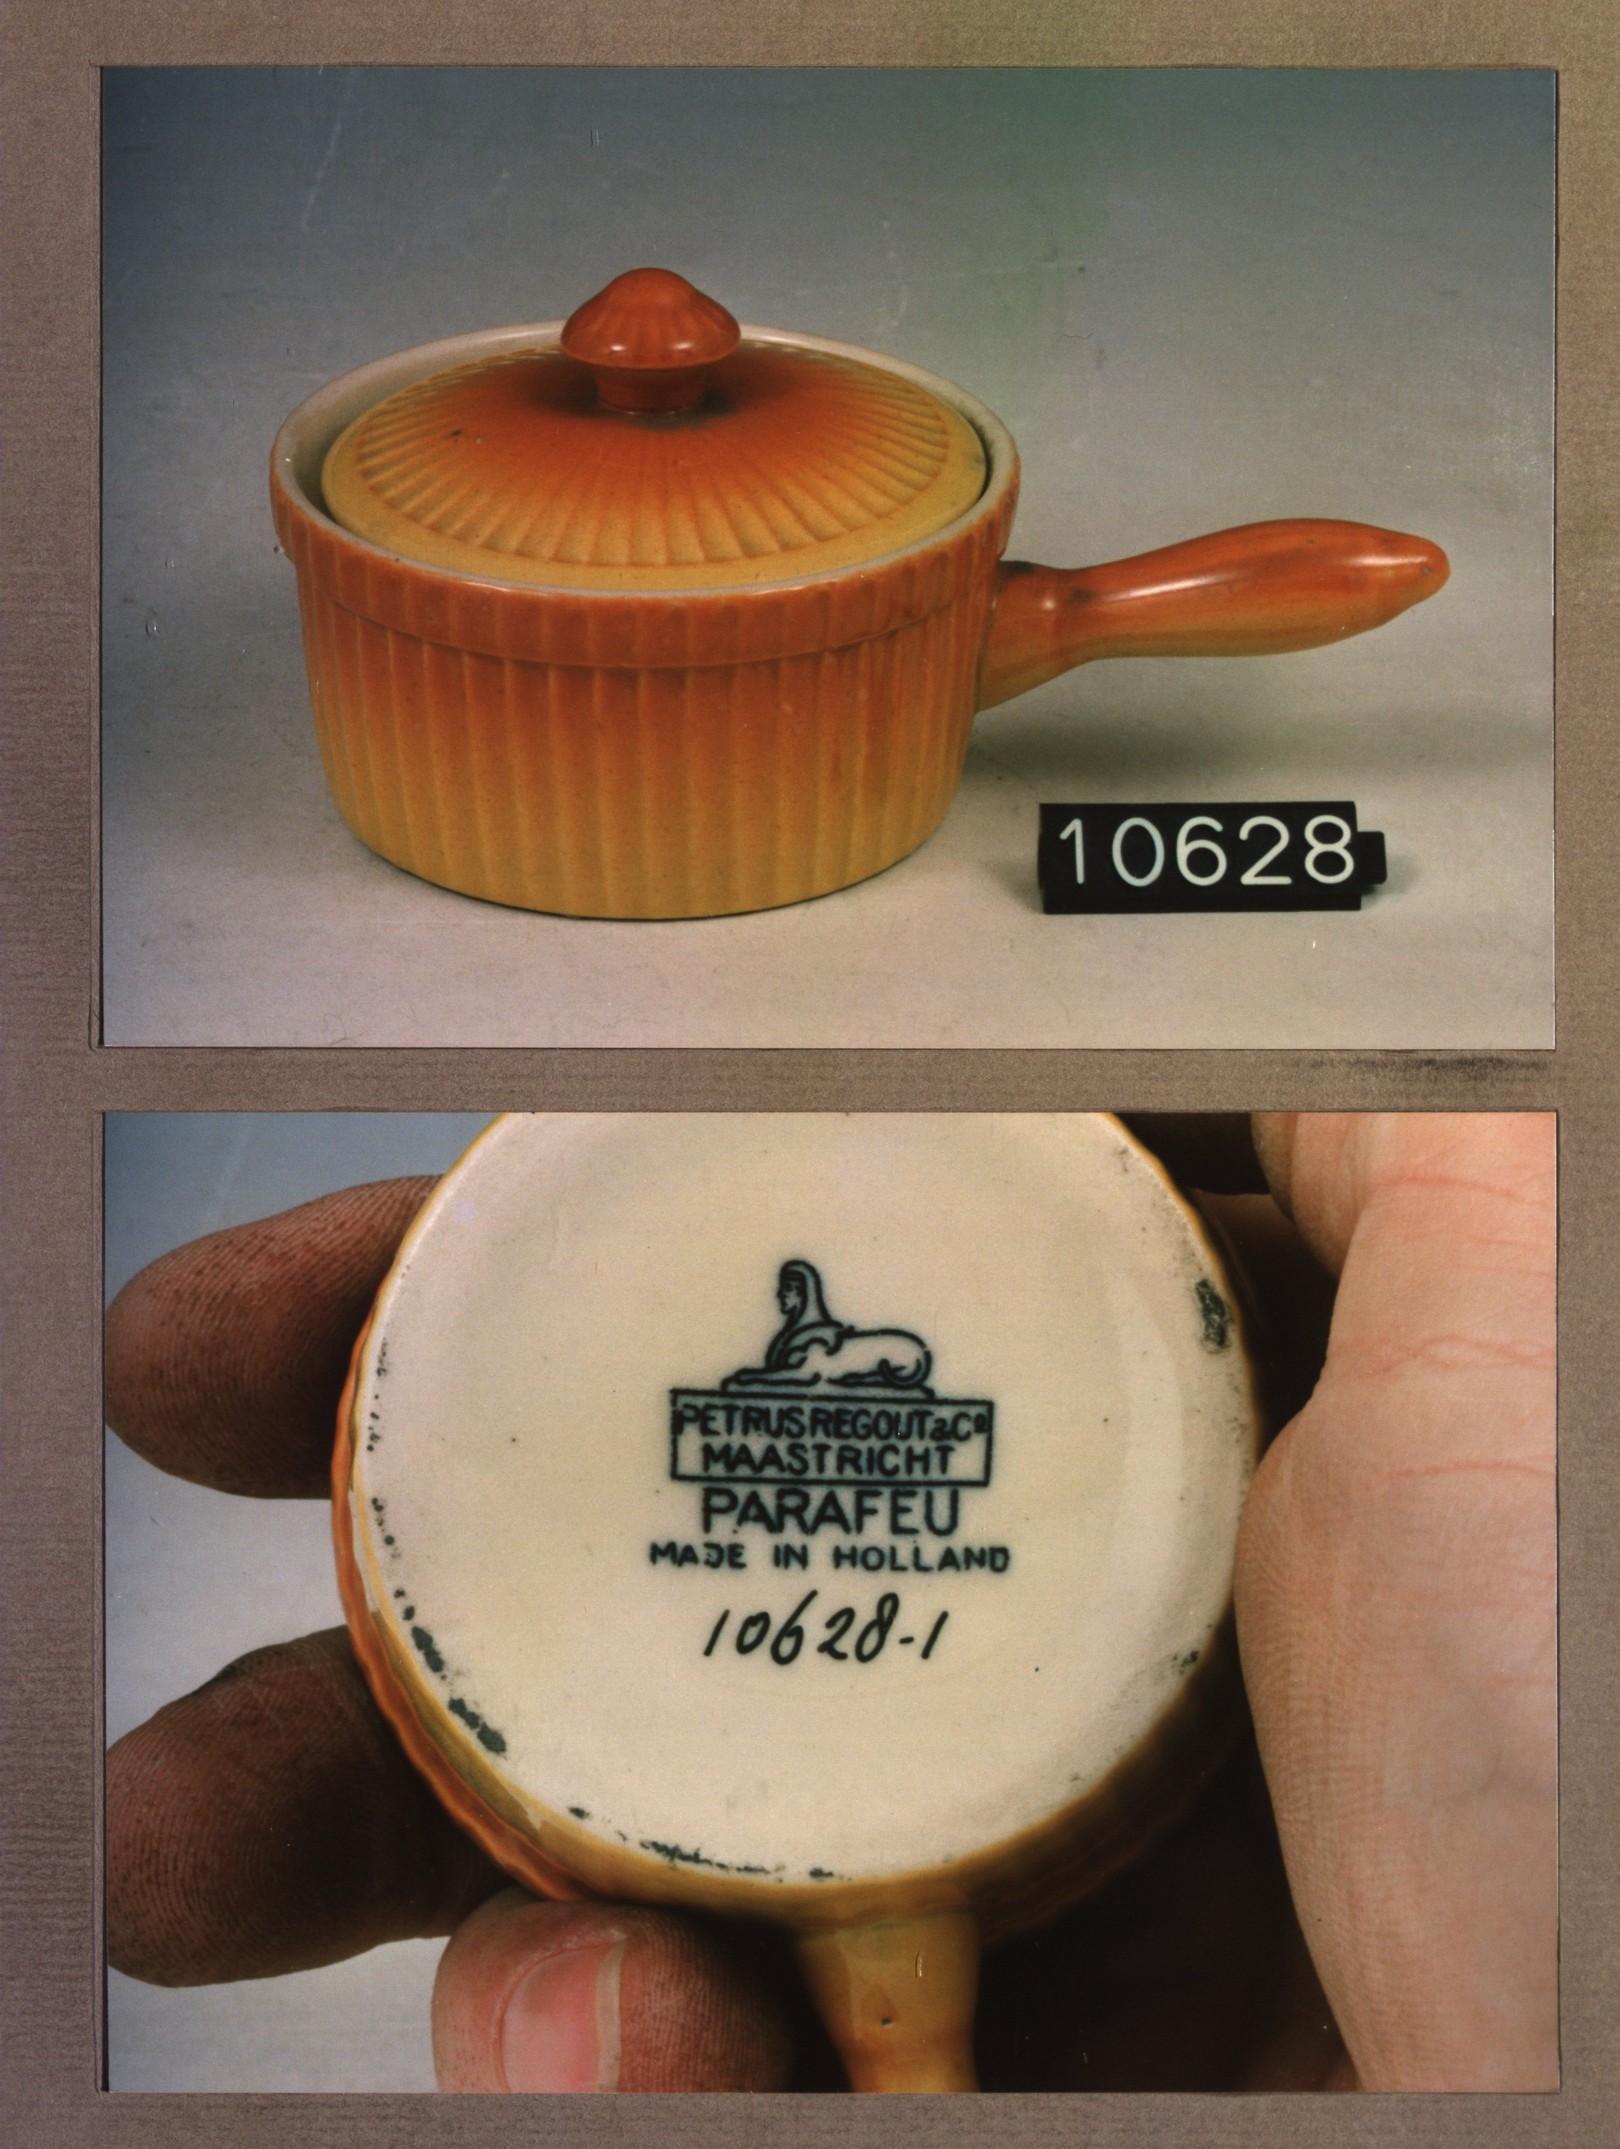 10628
PETRUS REGOUT & Co
MAASTRICHT
PARAFEU
MADE IN HOLLAND
10628-1